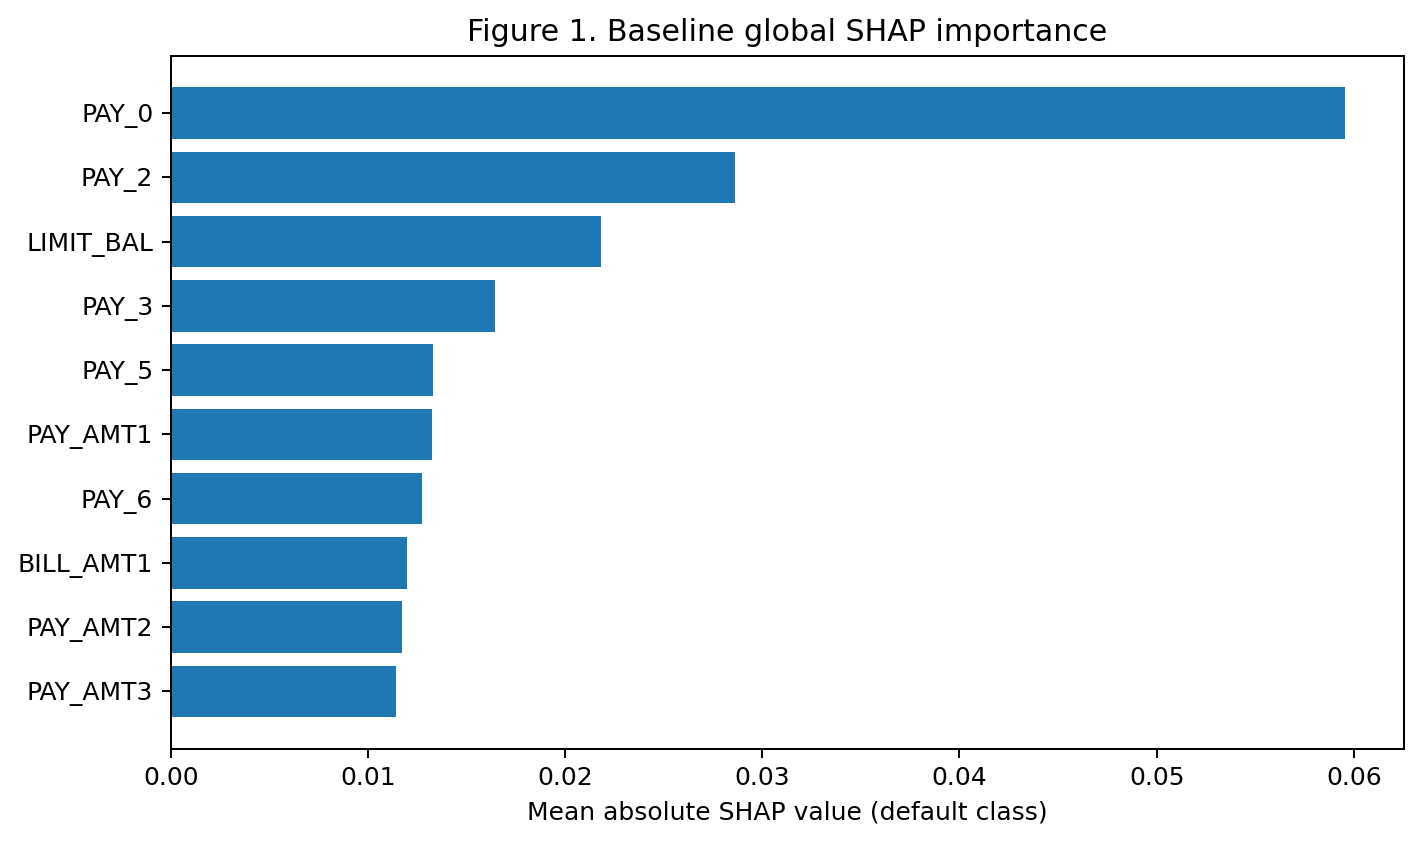 Figure 1. Baseline global SHAP importance
PAY_0
PAY_2
LIMIT_BAL
PAY_3
PAY_5
PAY_AMT1
PAY_6
BILL_AMT1
PAY_AMT2
PAY_AMT3
0.00 0.01 0.02 0.03 0.04 0.05 0.06
Mean absolute SHAP value (default class)